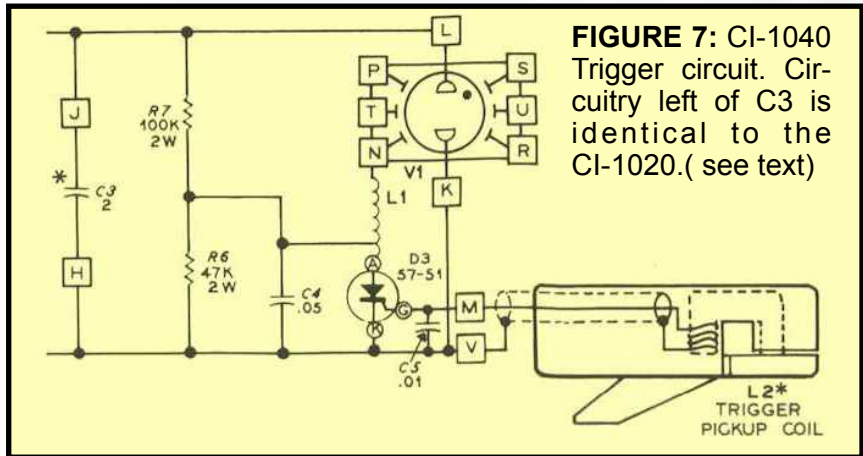 FIGURE 7: CI-1040
Trigger circuit. Cir-
cuitry left of C3 is
identical to the
CI-1020.( see text)
L
P
S
T
U
N
R
V1
K
J
R7
100K
2W
*
C3
2
H
L1
R6
47K
2W
C4
.05
A
D3
57-51
G
K
M
V
C5
.01
L2*
TRIGGER
PICKUP COIL